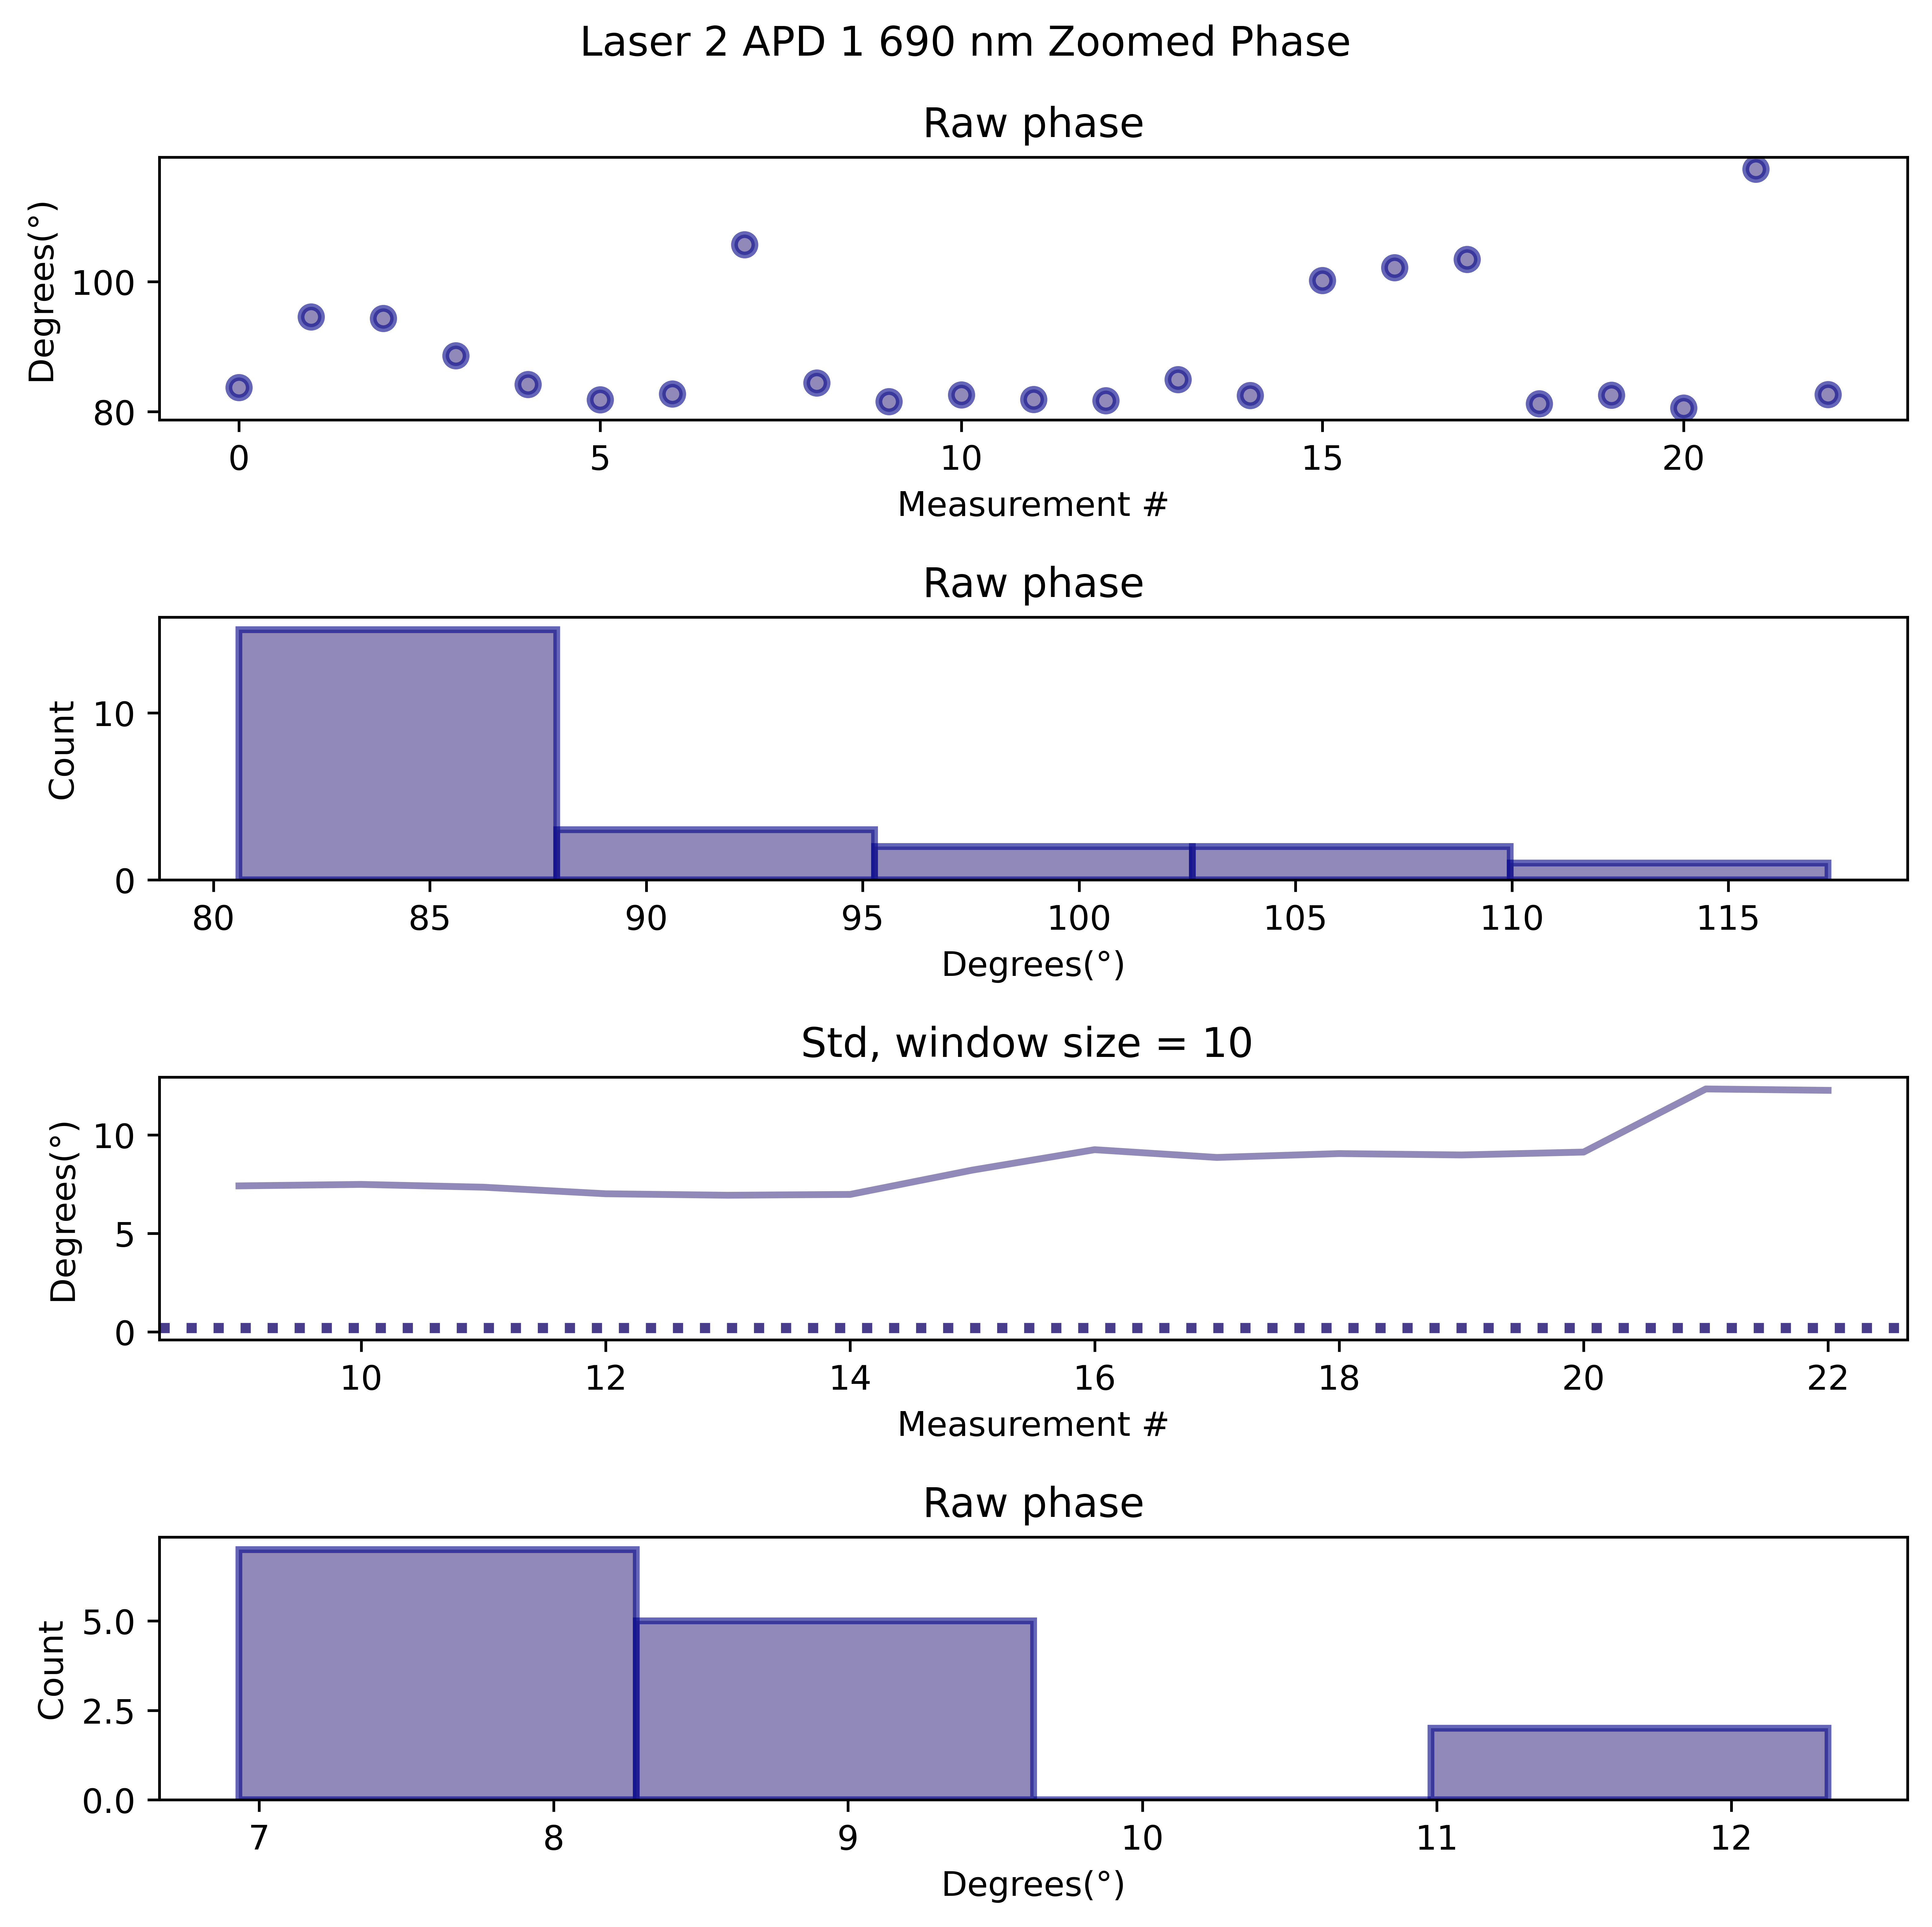 Laser 2 APD 1 690 nm Zoomed Phase
Raw phase
Degrees(°)
100
80
0 5 10 15 20
Measurement #
Raw phase
Count
10
0
80 85 90 95 100 105 110 115
Degrees(°)
Std, window size = 10
Degrees(°)
10
5
0
10 12 14 16 18 20 22
Measurement #
Raw phase
Count
5.0
2.5
0.0
7 8 9 10 11 12
Degrees(°)